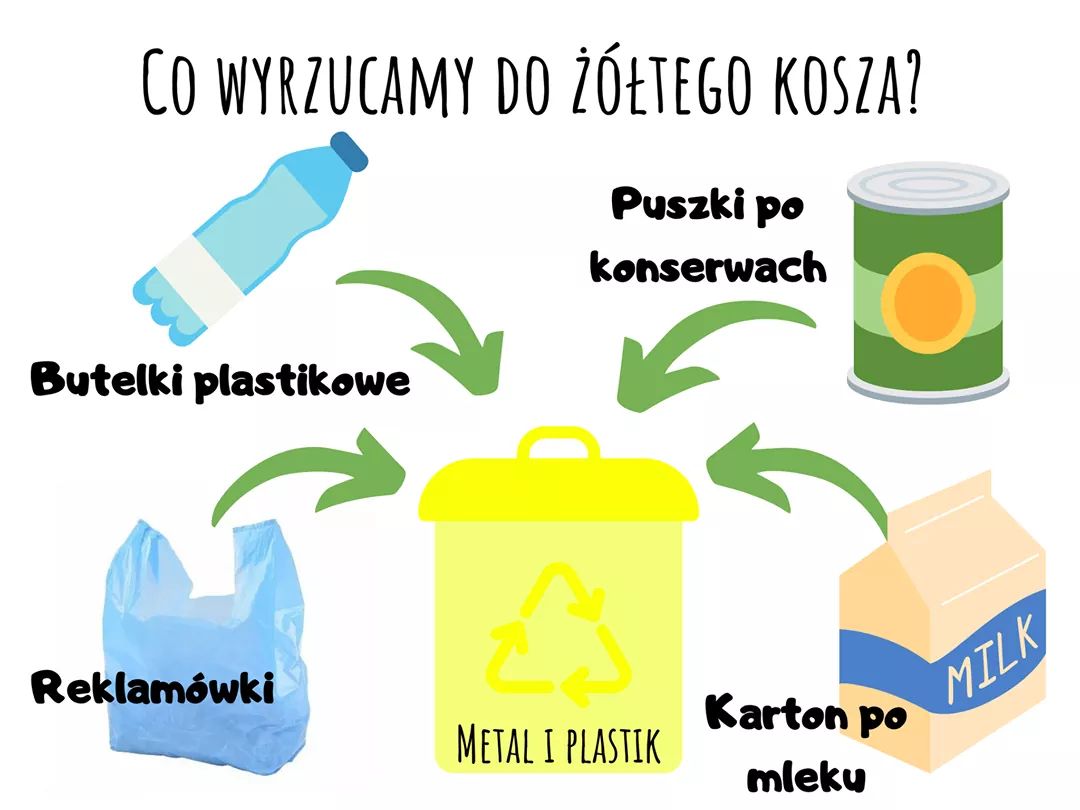 Co wyrzucamy do żółtego kosza?
Puszki po
konserwach
Butelki plastikowe
Reklamówki
MILK
Karton po
mleku
Metal i plastik